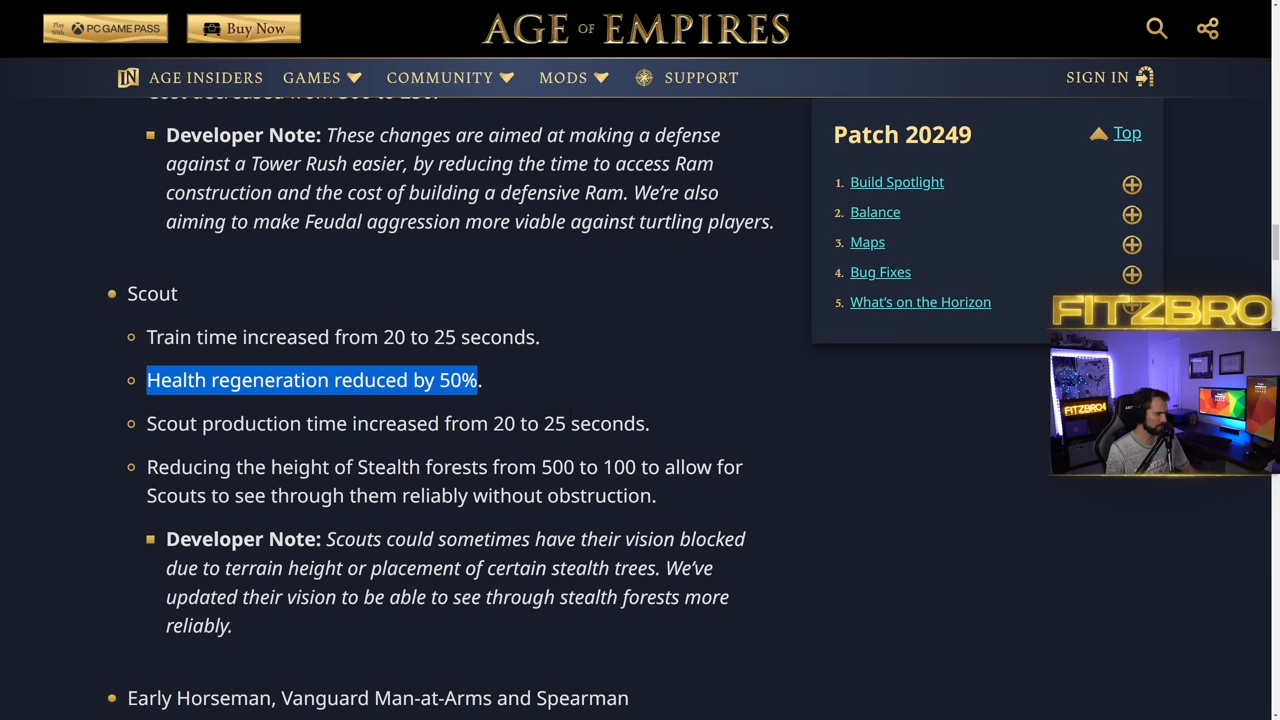 Play With PC GAME PASS
Buy Now
AGE OF EMPIRES
IN AGE INSIDERS GAMES COMMUNITY MODS SUPPORT SIGN IN
Developer Note: These changes are aimed at making a defense
against a Tower Rush easier, by reducing the time to access Ram
construction and the cost of building a defensive Ram. We're also
aiming to make Feudal aggression more viable against turtling players.
Scout
Train time increased from 20 to 25 seconds.
Health regeneration reduced by 50%.
Scout production time increased from 20 to 25 seconds.
Reducing the height of Stealth forests from 500 to 100 to allow for
Scouts to see through them reliably without obstruction.
Developer Note: Scouts could sometimes have their vision blocked
due to terrain height or placement of certain stealth trees. We've
updated their vision to be able to see through stealth forests more
reliably.
Early Horseman, Vanguard Man-at-Arms and Spearman
Patch 20249
Top
1. Build Spotlight
2. Balance
3. Maps
4. Bug Fixes
5. What's on the Horizon
FITZBRO
FITZBRO